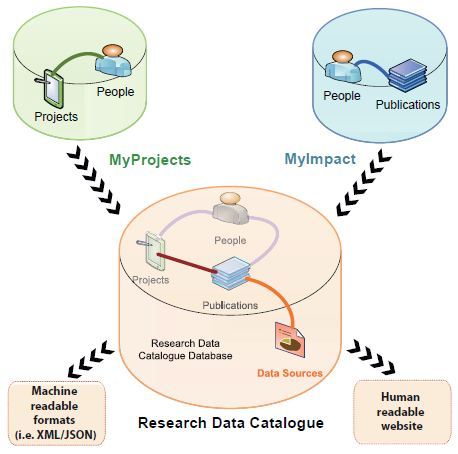 People
Projects
People
Publications
MyProjects
MyImpact
People
Projects
Publications
Research Data
Catalogue Database
Data Sources
Machine
readable
formats
(i.e. XML/JSON)
Research Data Catalogue
Human
readable
website